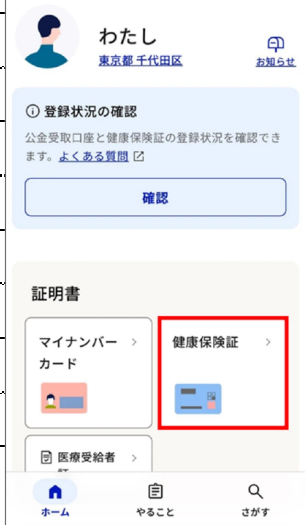 わたし
東京都 千代田区
お知らせ
登録状況の確認
公金受取口座と健康保険証の登録状況を確認でき
ます。よくある質問
確認
証明書
マイナンバー
カード
健康保険証
医療受給者
ホーム
やること
さがす